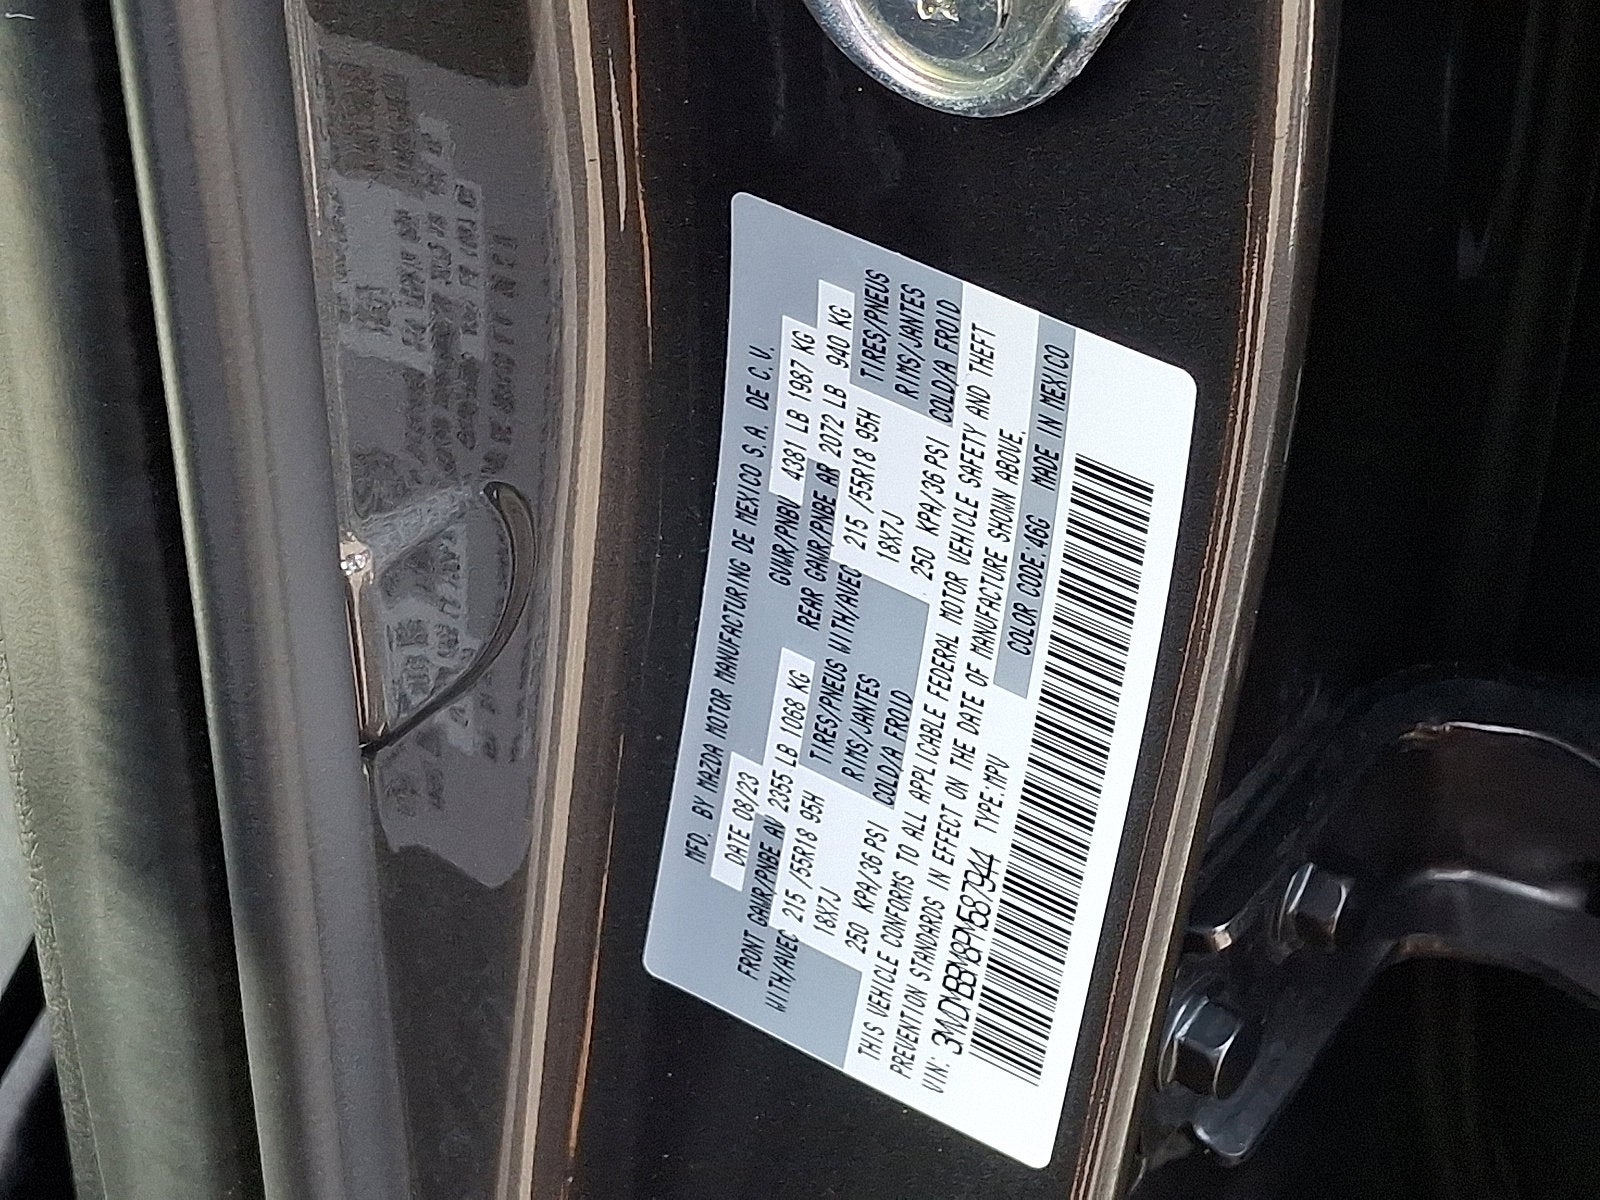 MFD. BY MAZDA MOTOR MANUFACTURING DE MEXICO S.A. DE C.V.
DATE 08/23 GVWR/PNBV 4381 LB 1987 KG
FRONT GAWR/PNBE AV 2355 LB 1068 KG REAR GAWR/PNBE AR 2072 LB 940 KG
WITH/AVEC 215 /55R18 95H TIRES/PNEUS WITH/AVEC 215 /55R18 95H TIRES/PNEUS
18X7J RIMS/JANTES 18X7J RIMS/JANTES
250 KPA/36 PSI COLD/A FROID 250 KPA/36 PSI COLD/A FROID
THIS VEHICLE CONFORMS TO ALL APPLICABLE FEDERAL MOTOR VEHICLE SAFETY AND THEFT
PREVENTION STANDARDS IN EFFECT ON THE DATE OF MANUFACTURE SHOWN ABOVE.
VIN: 3MVDMBBM8PM587944 TYPE:MPV COLOR CODE:46G MADE IN MEXICO